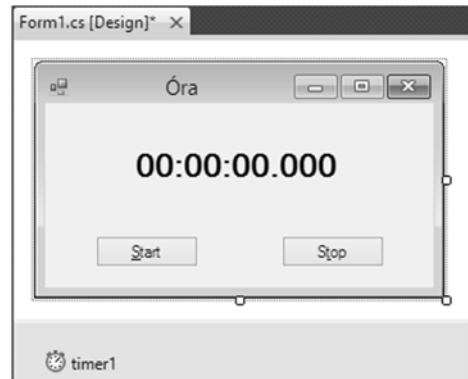 Form1.cs [Design]*
Óra
00:00:00.000
Start Stop
timer1